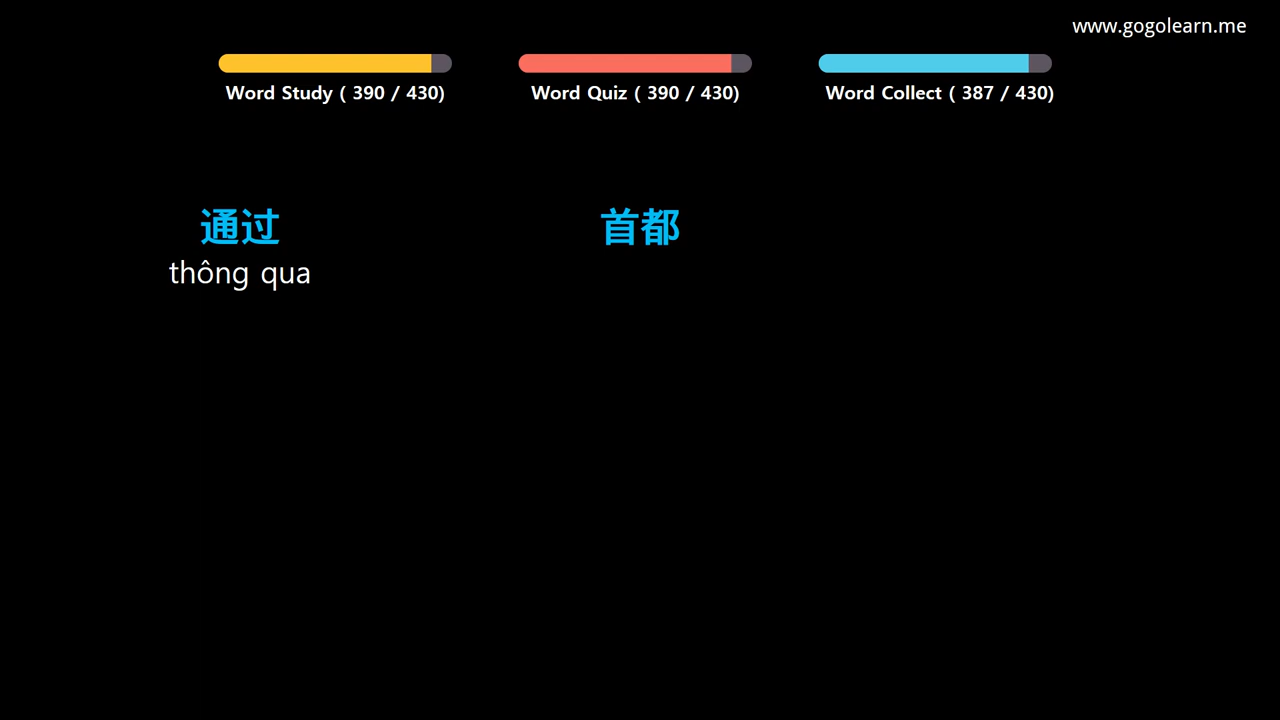 www.gogolearn.me
Word Study ( 390 / 430)
Word Quiz ( 390 / 430)
Word Collect ( 387 / 430)
通过
thông qua
首都